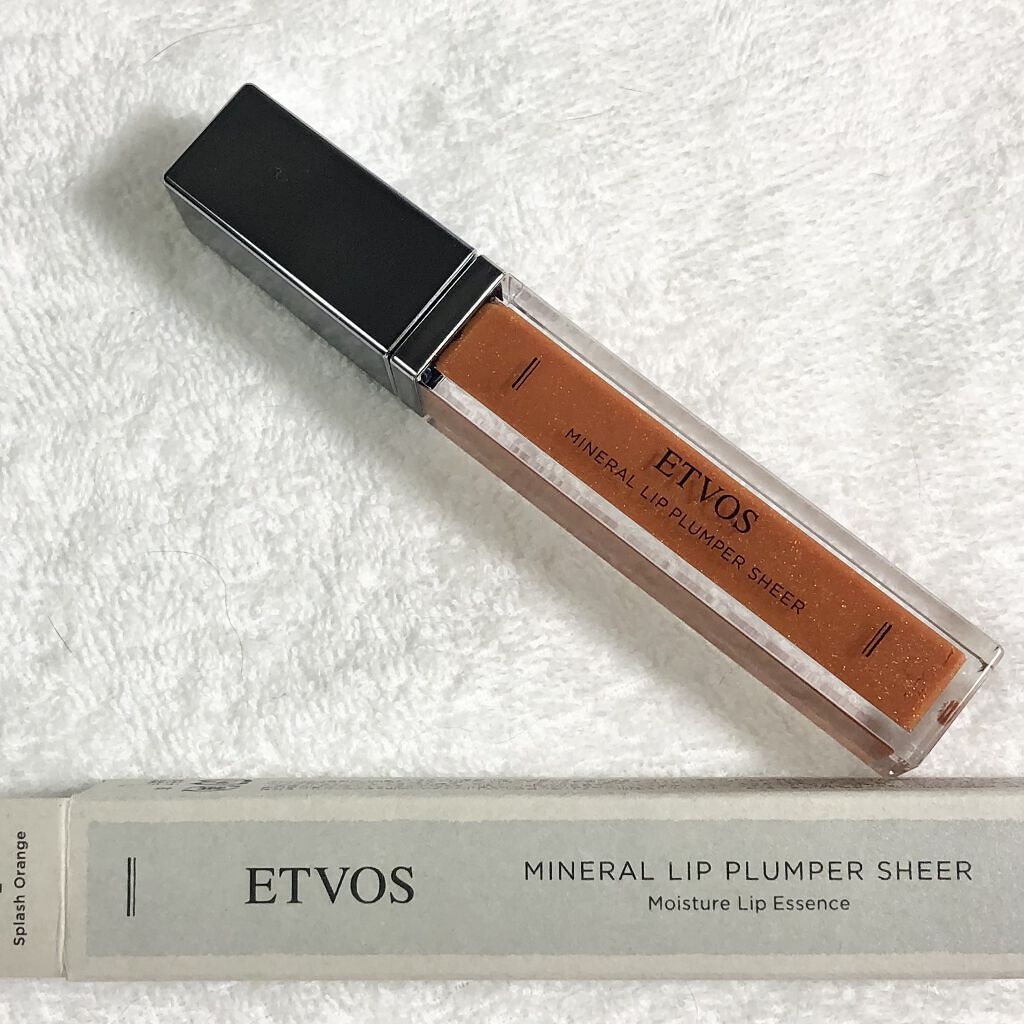 ETVOS
MINERAL LIP PLUMPER SHEER
Splash Orange
ETVOS
MINERAL LIP PLUMPER SHEER
Moisture Lip Essence